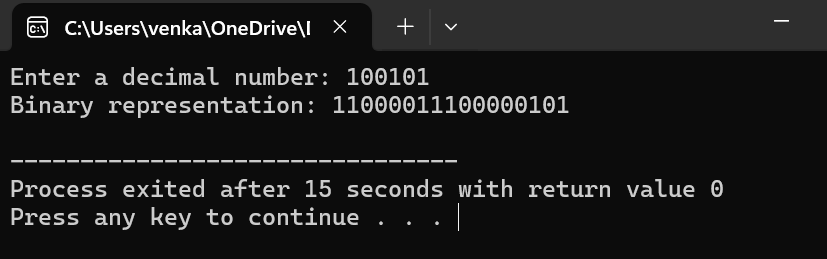 C:\Users\venka\OneDrive\I
Enter a decimal number: 100101
Binary representation: 11000011100000101

--------------------------------
Process exited after 15 seconds with return value 0
Press any key to continue . . .